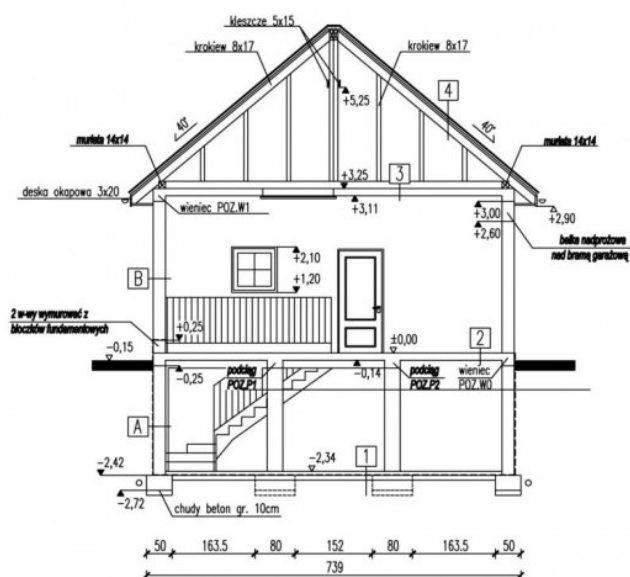 kleszcze 5x15
krokiew 8x17
krokiew 8x17
+5,25
4
40°
40°
murłata 14x14
murłata 14x14
+3,25
3
deska okapowa 3x20
wieniec POZ.W1
+3,11
+3,00
+2,90
+2,60
belka nadprożowa
nad bramą garażową
B
+2,10
+1,20
2 w-wy wymurować z
bloczków fundamentowych
+0,25
±0,00
2
-0,15
-0,25
podciąg
POZ.P1
-0,14
podciąg
POZ.P2
wieniec
POZ.W0
A
-2,42
-2,34
1
-2,72
chudy beton gr. 10cm
50
163.5
80
152
80
163.5
50
739